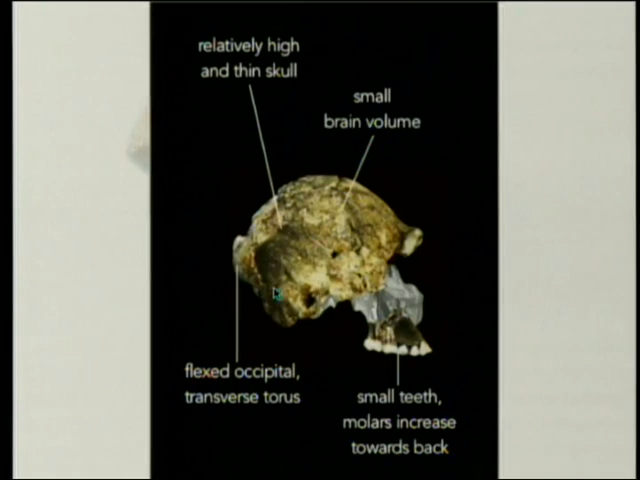 relatively high
and thin skull
small
brain volume
flexed occipital,
transverse torus
small teeth,
molars increase
towards back